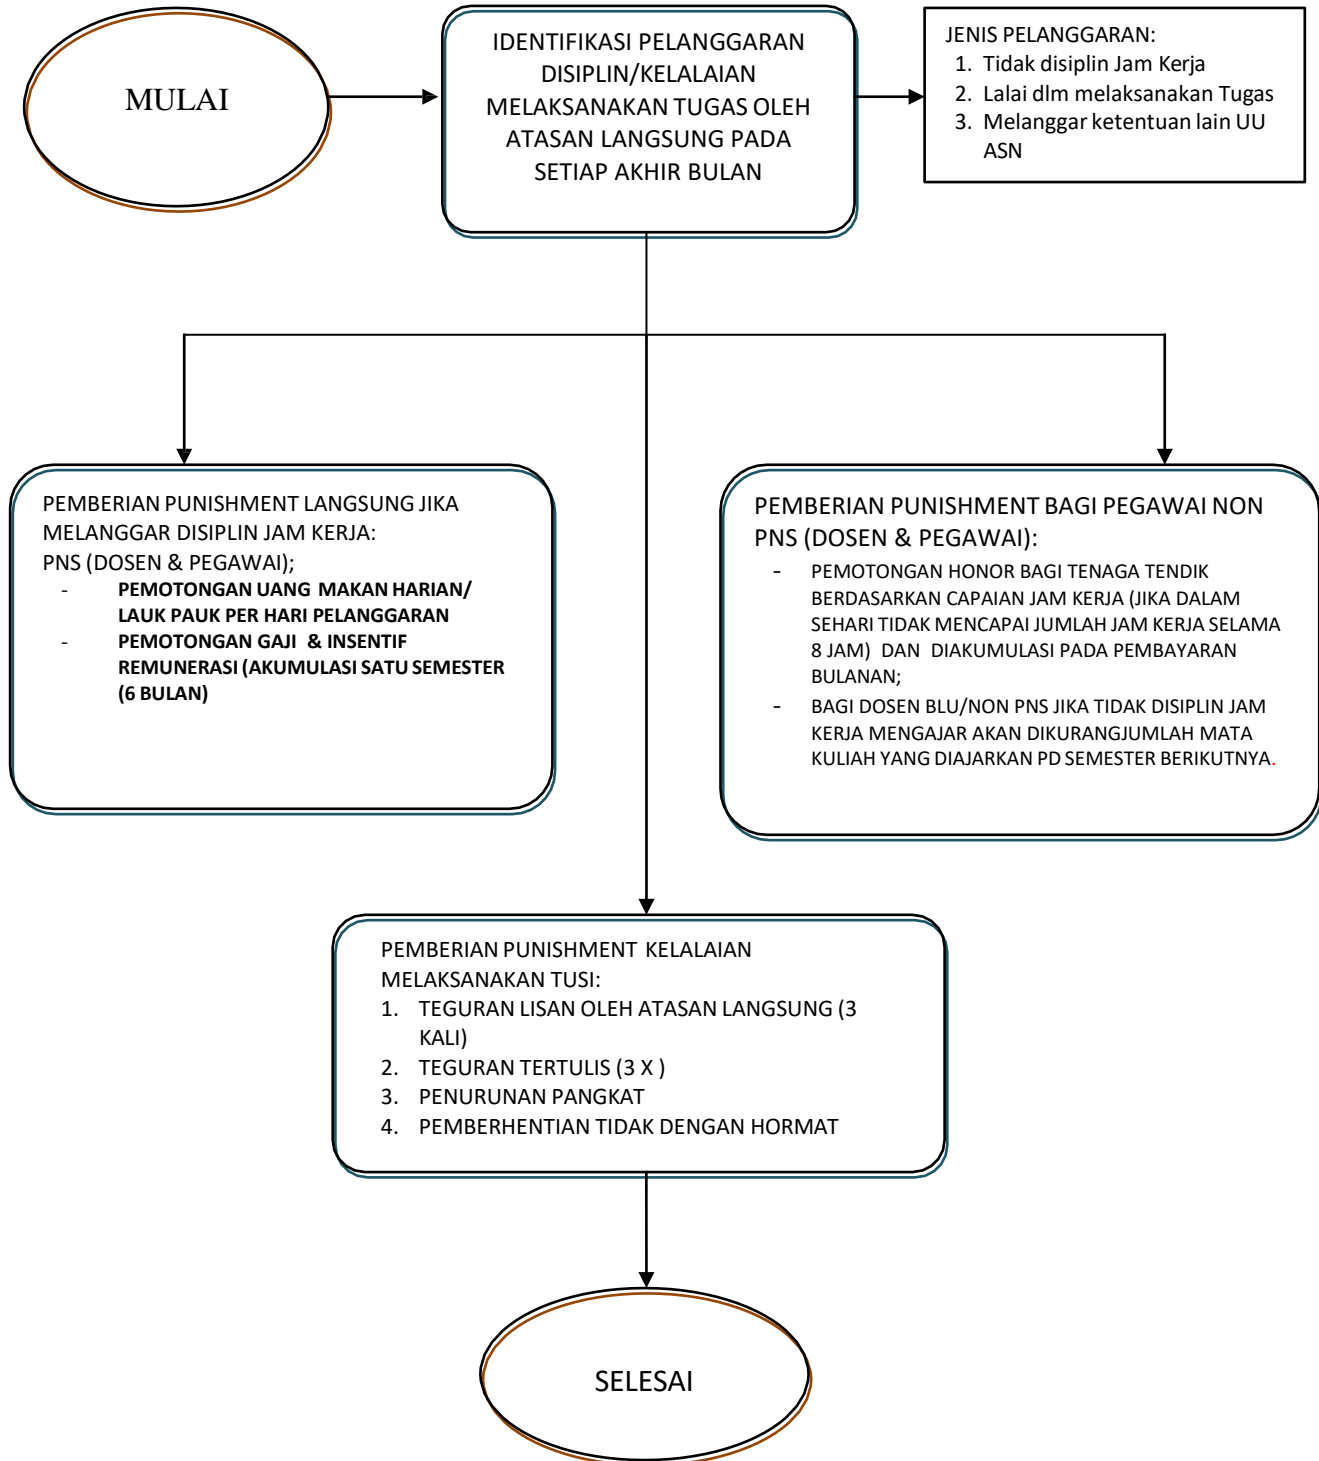 MULAI
IDENTIFIKASI PELANGGARAN
DISIPLIN/KELALAIAN
MELAKSANAKAN TUGAS OLEH
ATASAN LANGSUNG PADA
SETIAP AKHIR BULAN
JENIS PELANGGARAN:
1. Tidak disiplin Jam Kerja
2. Lalai dlm melaksanakan Tugas
3. Melanggar ketentuan lain UU
ASN
PEMBERIAN PUNISHMENT LANGSUNG JIKA
MELANGGAR DISIPLIN JAM KERJA:
PNS (DOSEN & PEGAWAI);
- PEMOTONGAN UANG MAKAN HARIAN/
LAUK PAUK PER HARI PELANGGARAN
- PEMOTONGAN GAJI & INSENTIF
REMUNERASI (AKUMULASI SATU SEMESTER
(6 BULAN)
PEMBERIAN PUNISHMENT BAGI PEGAWAI NON
PNS (DOSEN & PEGAWAI):
- PEMOTONGAN HONOR BAGI TENAGA TENDIK
BERDASARKAN CAPAIAN JAM KERJA (JIKA DALAM
SEHARI TIDAK MENCAPAI JUMLAH JAM KERJA SELAMA
8 JAM) DAN DIAKUMULASI PADA PEMBAYARAN
BULANAN;
- BAGI DOSEN BLU/NON PNS JIKA TIDAK DISIPLIN JAM
KERJA MENGAJAR AKAN DIKURANGJUMLAH MATA
KULIAH YANG DIAJARKAN PD SEMESTER BERIKUTNYA.
PEMBERIAN PUNISHMENT KELALAIAN
MELAKSANAKAN TUSI:
1. TEGURAN LISAN OLEH ATASAN LANGSUNG (3
KALI)
2. TEGURAN TERTULIS (3 X )
3. PENURUNAN PANGKAT
4. PEMBERHENTIAN TIDAK DENGAN HORMAT
SELESAI